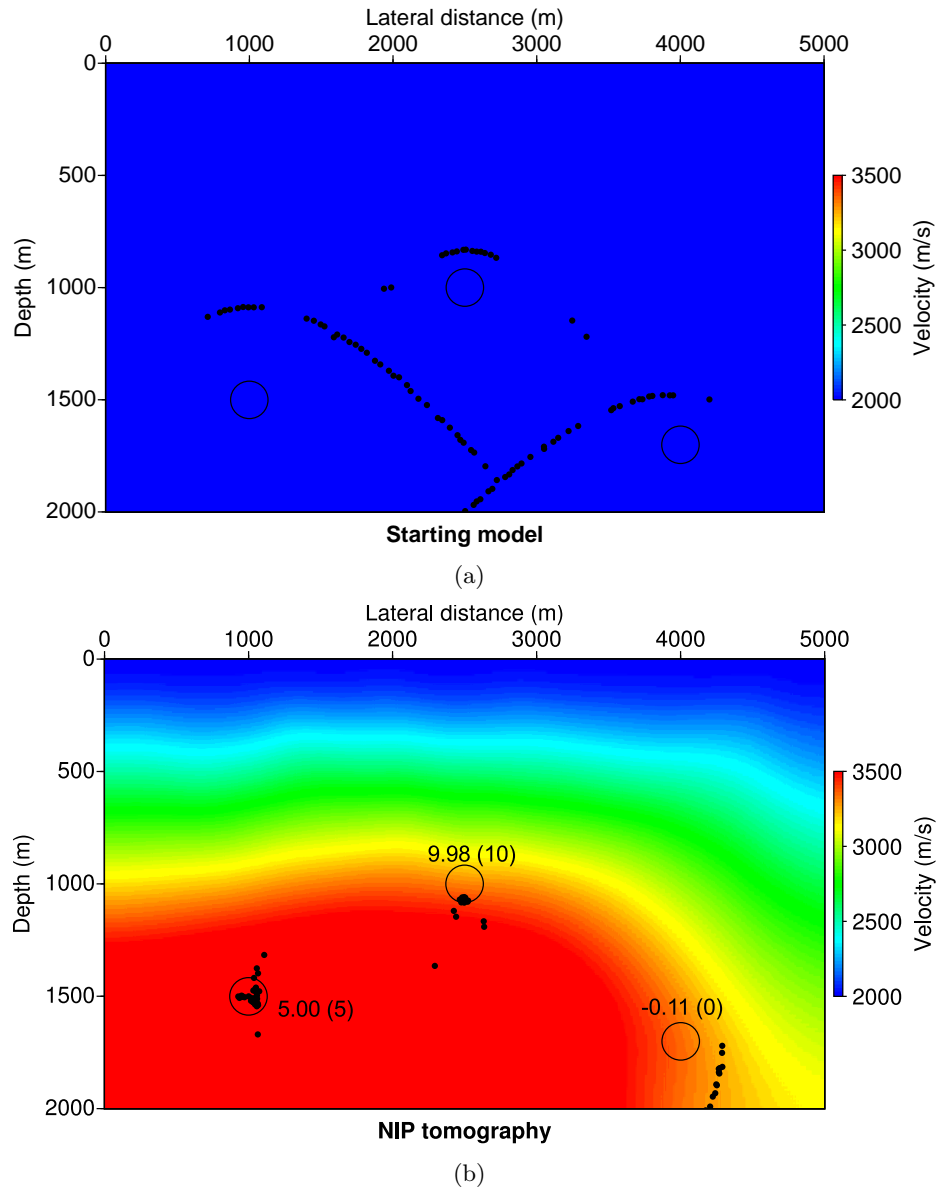 Lateral distance (m)
0 1000 2000 3000 4000 5000
0
500
1000
1500
2000
Depth (m)
3500
3000
2500
2000
Velocity (m/s)
Starting model
(a)
Lateral distance (m)
0 1000 2000 3000 4000 5000
0
500
1000
1500
2000
Depth (m)
9.98 (10)
5.00 (5)
-0.11 (0)
3500
3000
2500
2000
Velocity (m/s)
NIP tomography
(b)